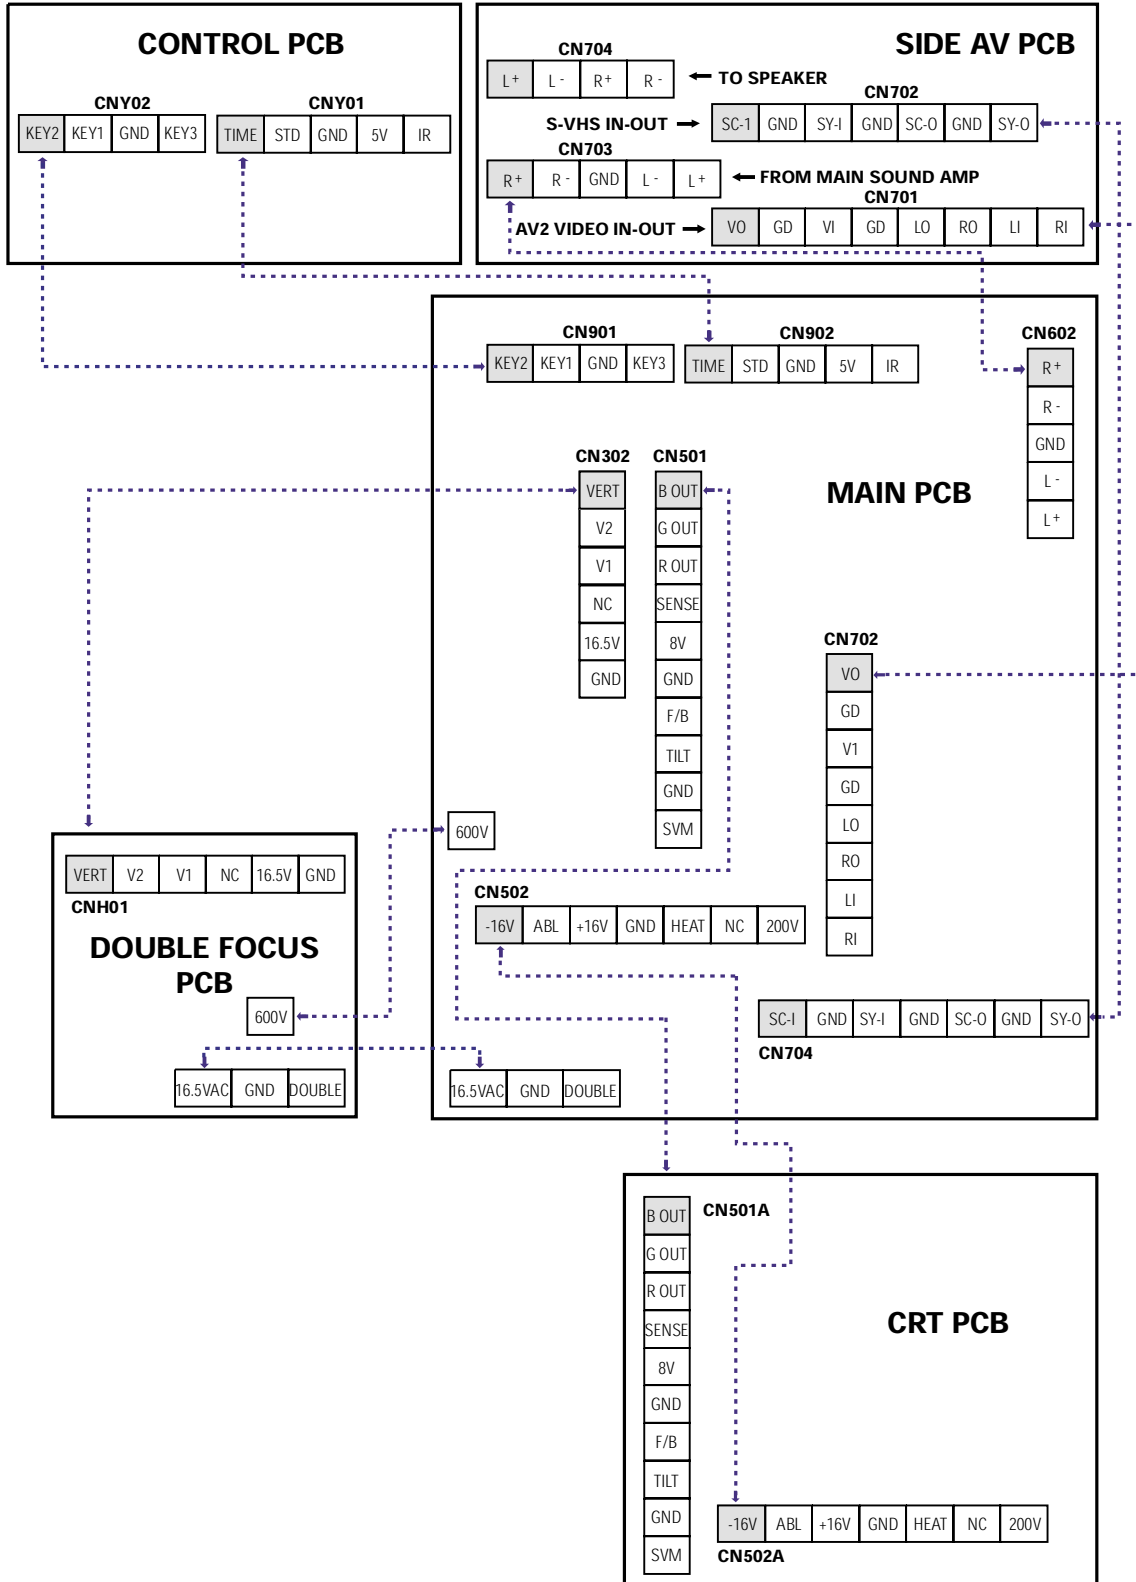 CONTROL PCB
CNY02 CNY01
KEY2 KEY1 GND KEY3 TIME STD GND 5V IR
SIDE AV PCB
CN704
L+ L- R+ R- TO SPEAKER
CN702
S-VHS IN-OUT SC-1 GND SY-I GND SC-O GND SY-O
CN703
R+ R- GND L- L+ FROM MAIN SOUND AMP
CN701
AV2 VIDEO IN-OUT VO GD VI GD LO RO LI RI
CN901 CN902 CN602
KEY2 KEY1 GND KEY3 TIME STD GND 5V IR
R+
R-
GND
L-
L+
MAIN PCB
CN302
VERT
V2
V1
NC
16.5V
GND
CN501
B OUT
G OUT
R OUT
SENSE
8V
GND
F/B
TILT
GND
SVM
CN702
VO
GD
V1
GD
LO
RO
LI
RI
600V
CN502
-16V ABL +16V GND HEAT NC 200V
SC-I GND SY-I GND SC-O GND SY-O
CN704
16.5VAC GND DOUBLE
VERT V2 V1 NC 16.5V GND
CNH01
DOUBLE FOCUS
PCB
600V
16.5VAC GND DOUBLE
CN501A
B OUT
G OUT
R OUT
SENSE
8V
GND
F/B
TILT
GND
SVM
CRT PCB
-16V ABL +16V GND HEAT NC 200V
CN502A